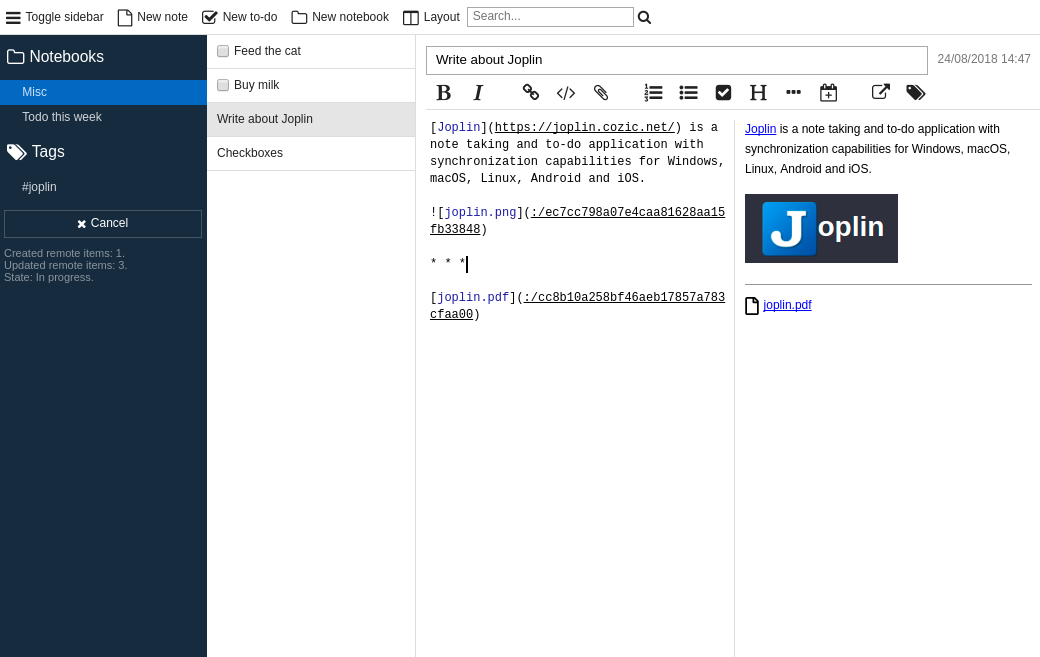 Toggle sidebar New note New to-do New notebook Layout Search...
Notebooks
Misc
Todo this week
Tags
#joplin
Cancel
Created remote items: 1.
Updated remote items: 3.
State: In progress.
Feed the cat
Buy milk
Write about Joplin
Checkboxes
Write about Joplin 24/08/2018 14:47
B I </> H
[Joplin](https://joplin.cozic.net/) is a
note taking and to-do application with
synchronization capabilities for Windows,
macOS, Linux, Android and iOS.
![joplin.png](:/ec7cc798a07e4caa81628aa15
fb33848)
* * *
[joplin.pdf](:/cc8b10a258bf46aeb17857a783
cfaa00)
Joplin is a note taking and to-do application with
synchronization capabilities for Windows, macOS,
Linux, Android and iOS.
Joplin
joplin.pdf